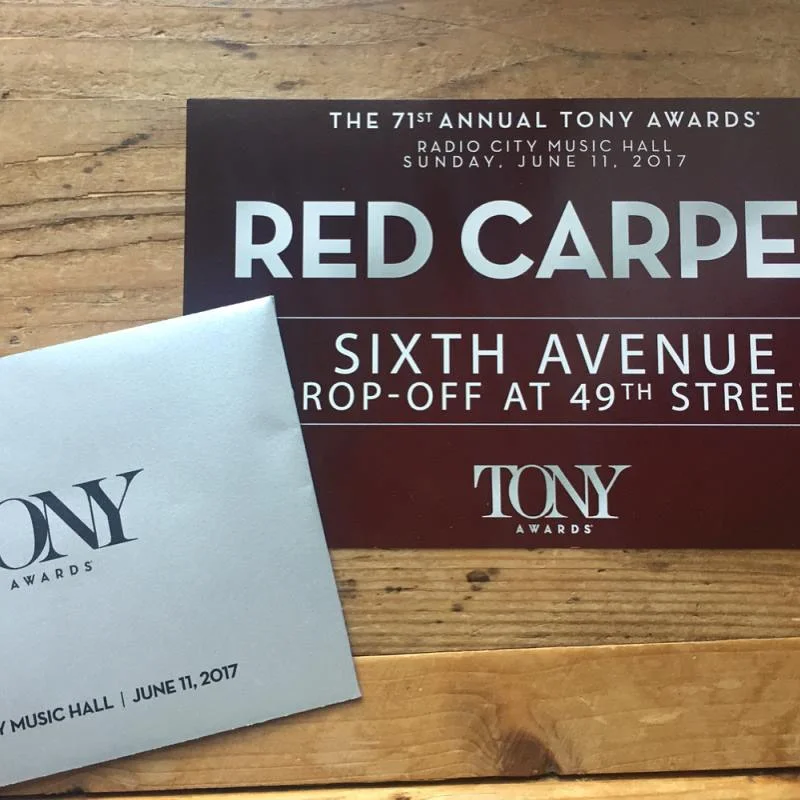 THE 71ST ANNUAL TONY AWARDS®
RADIO CITY MUSIC HALL
SUNDAY, JUNE 11, 2017
RED CARPE
SIXTH AVENUE
ROP-OFF AT 49TH STREE
TONY
AWARDS®
TONY
AWARDS®
Y MUSIC HALL | JUNE 11, 2017